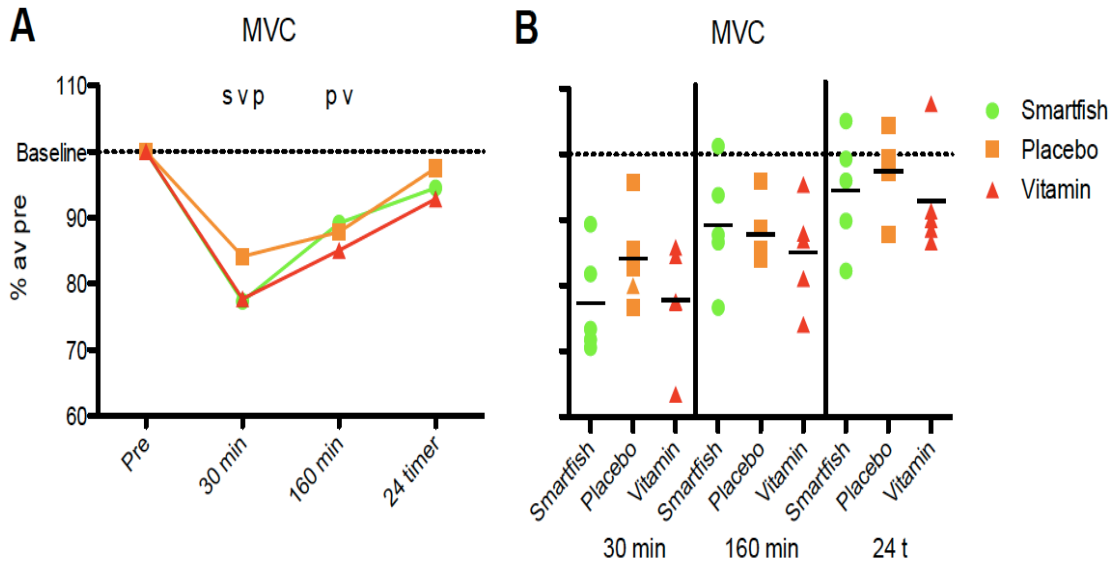 A
MVC
110
Baseline
90
80
70
60
% av pre
s v p
p v
Pre
30 min
160 min
24 timer
B
MVC
Smartfish
Placebo
Vitamin
Smartfish
Placebo
Vitamin
Smartfish
Placebo
Vitamin
30 min
160 min
24 t
Smartfish
Placebo
Vitamin